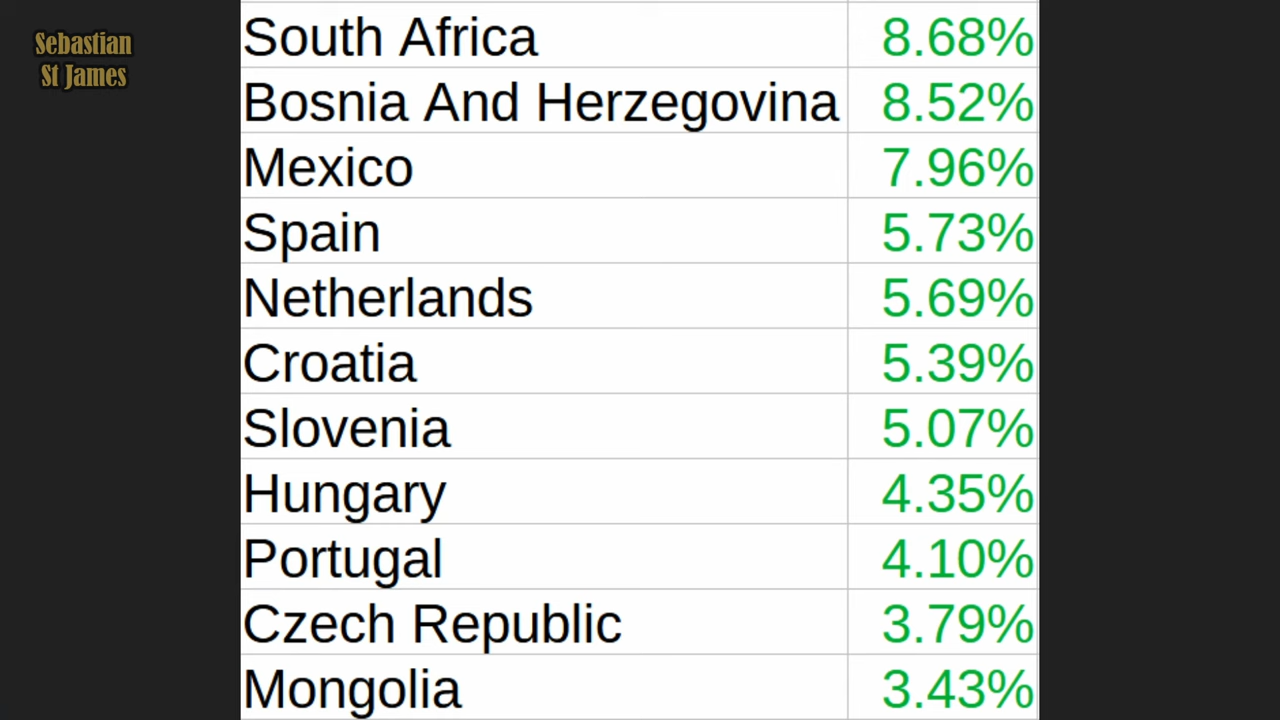 Sebastian
St James
South Africa 8.68%
Bosnia And Herzegovina 8.52%
Mexico 7.96%
Spain 5.73%
Netherlands 5.69%
Croatia 5.39%
Slovenia 5.07%
Hungary 4.35%
Portugal 4.10%
Czech Republic 3.79%
Mongolia 3.43%